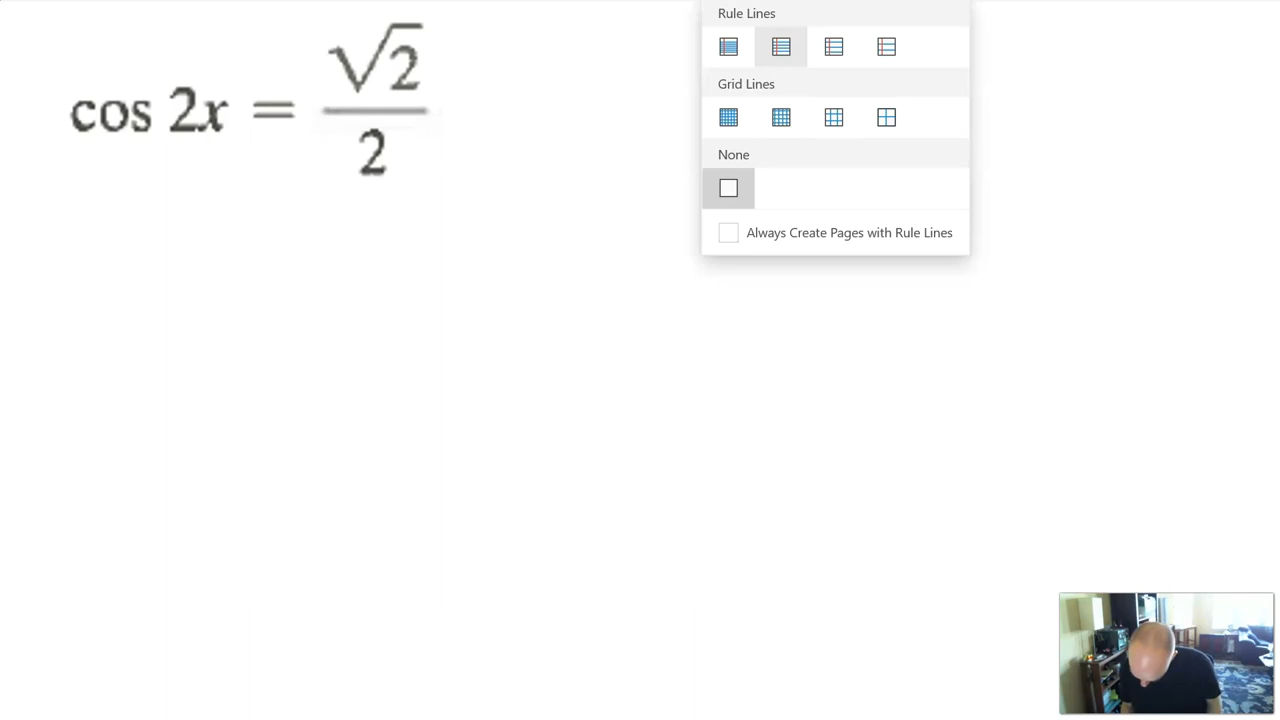 cos 2x = √2/2
Rule Lines
Grid Lines
None
Always Create Pages with Rule Lines